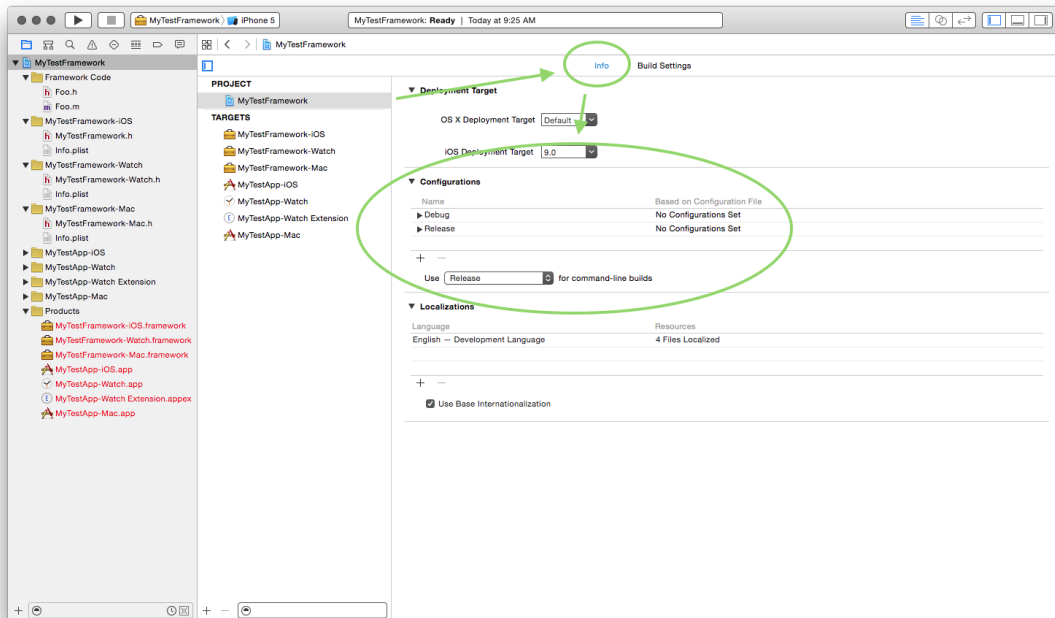 MyTestFramework iPhone 5
MyTestFramework: Ready | Today at 9:25 AM
MyTestFramework
MyTestFramework
Framework Code
h Foo.h
m Foo.m
MyTestFramework-iOS
h MyTestFramework.h
Info.plist
MyTestFramework-Watch
h MyTestFramework-Watch.h
Info.plist
MyTestFramework-Mac
h MyTestFramework-Mac.h
Info.plist
MyTestApp-iOS
MyTestApp-Watch
MyTestApp-Watch Extension
MyTestApp-Mac
Products
MyTestFramework-iOS.framework
MyTestFramework-Watch.framework
MyTestFramework-Mac.framework
MyTestApp-iOS.app
MyTestApp-Watch.app
E MyTestApp-Watch Extension.appex
MyTestApp-Mac.app
PROJECT
MyTestFramework
TARGETS
MyTestFramework-iOS
MyTestFramework-Watch
MyTestFramework-Mac
MyTestApp-iOS
MyTestApp-Watch
E MyTestApp-Watch Extension
MyTestApp-Mac
Info Build Settings
Deployment Target
OS X Deployment Target Default
iOS Deployment Target 9.0
Configurations
Name Based on Configuration File
Debug No Configurations Set
Release No Configurations Set
+ −
Use Release for command-line builds
Localizations
Language Resources
English — Development Language 4 Files Localized
+ −
Use Base Internationalization
+
+ −